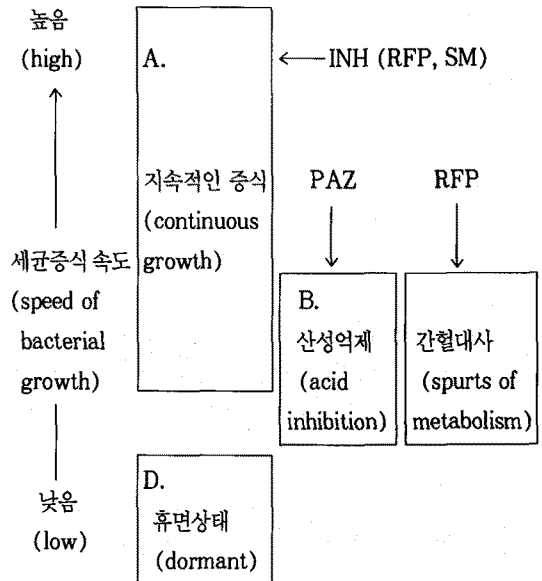 높음
(high)
A.
INH (RFP, SM)
지속적인 증식
(continuous
growth)
PAZ
RFP
세균증식 속도
(speed of
bacterial
growth)
B.
산성억제
(acid
inhibition)
간헐대사
(spurts of
metabolism)
낮음
(low)
D.
휴면상태
(dormant)